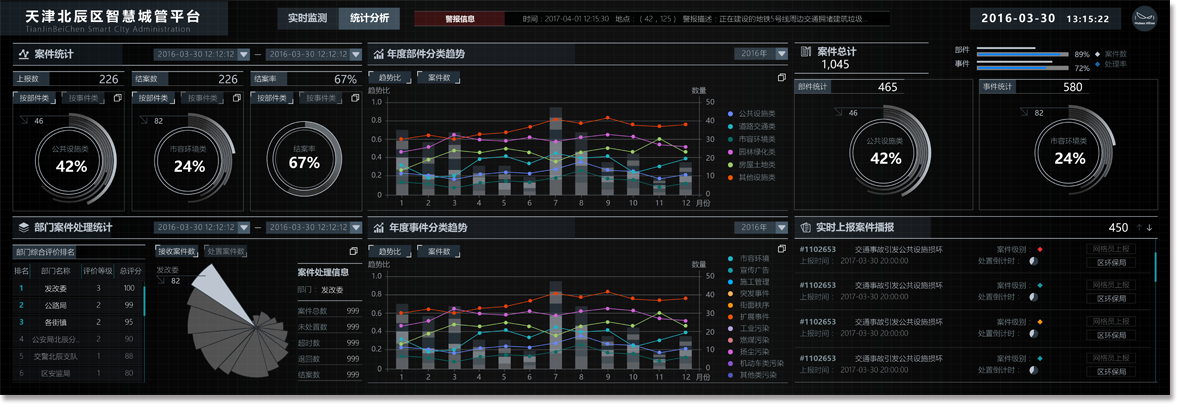 天津北辰区智慧城管平台
TianJinBeiChen Smart City Administration
实时监测
统计分析
警报信息
时间：2017-04-01 12:15:30 地点：（42，125） 警报描述：正在建设的地铁5号线周边交通拥堵建筑垃圾...
2016-03-30 13:15:22
案件统计
2016-03-30 12:12:12 — 2016-03-30 12:12:12
上报数 226
结案数 226
结案率 67%
按部件类 按事件类
按部件类 按事件类
按部件类 按事件类
46
公共设施类
42%
82
市容环境类
24%
结案率
67%
年度部件分类趋势
2016年
趋势比 案件数
趋势比 数量
1.0 0.8 0.6 0.4 0.2 0
50 40 30 20 10 0
1 2 3 4 5 6 7 8 9 10 11 12 月份
公共设施类
道路交通类
市容环境类
园林绿化类
房屋土地类
其他设施类
案件总计
1,045
部件 89%
事件 72%
案件数
处理率
部件统计 465
46
公共设施类
42%
事件统计 580
82
市容环境类
24%
部门案件处理统计
2016-03-30 12:12:12 — 2016-03-30 12:12:12
部门综合评价排名
排名 部门名称 评价等级 总评分
1 发改委 3 100
2 公路局 2 99
3 各街镇 2 95
4 公安局北辰分... 2 90
5 交警北辰支队 1 88
6 区安监局 1 80
接收案件数 处置案件数
发改委
82
案件处理信息
部门： 发改委
案件总数 999
未处置数 999
超时数 999
退回数 999
结案数 999
年度事件分类趋势
2016年
趋势比 案件数
趋势比 数量
1.0 0.8 0.6 0.4 0.2 0
50 40 30 20 10 0
1 2 3 4 5 6 7 8 9 10 11 12 月份
市容环境
宣传广告
施工管理
突发事件
街面秩序
扩展事件
工业污染
燃煤污染
扬尘污染
机动车类污染
其他类污染
实时上报案件播报
450 ↑ ↓
#1102653 交通事故引发公共设施损坏 案件级别： 网格员上报
上报时间： 2017-03-30 20:00:00 处置倒计时： 区环保局
#1102653 交通事故引发公共设施损坏 案件级别： 网格员上报
上报时间： 2017-03-30 20:00:00 处置倒计时： 区环保局
#1102653 交通事故引发公共设施损坏 案件级别： 网格员上报
上报时间： 2017-03-30 20:00:00 处置倒计时： 区环保局
#1102653 交通事故引发公共设施损坏 案件级别： 网格员上报
上报时间： 2017-03-30 20:00:00 处置倒计时： 区环保局